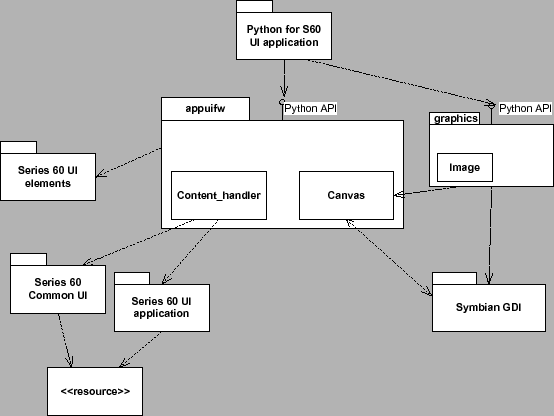 Python for S60
UI application
appuifw
Python API
graphics
Python API
Image
Series 60 UI
elements
Content_handler
Canvas
Series 60
Common UI
Series 60 UI
application
Symbian GDI
<<resource>>